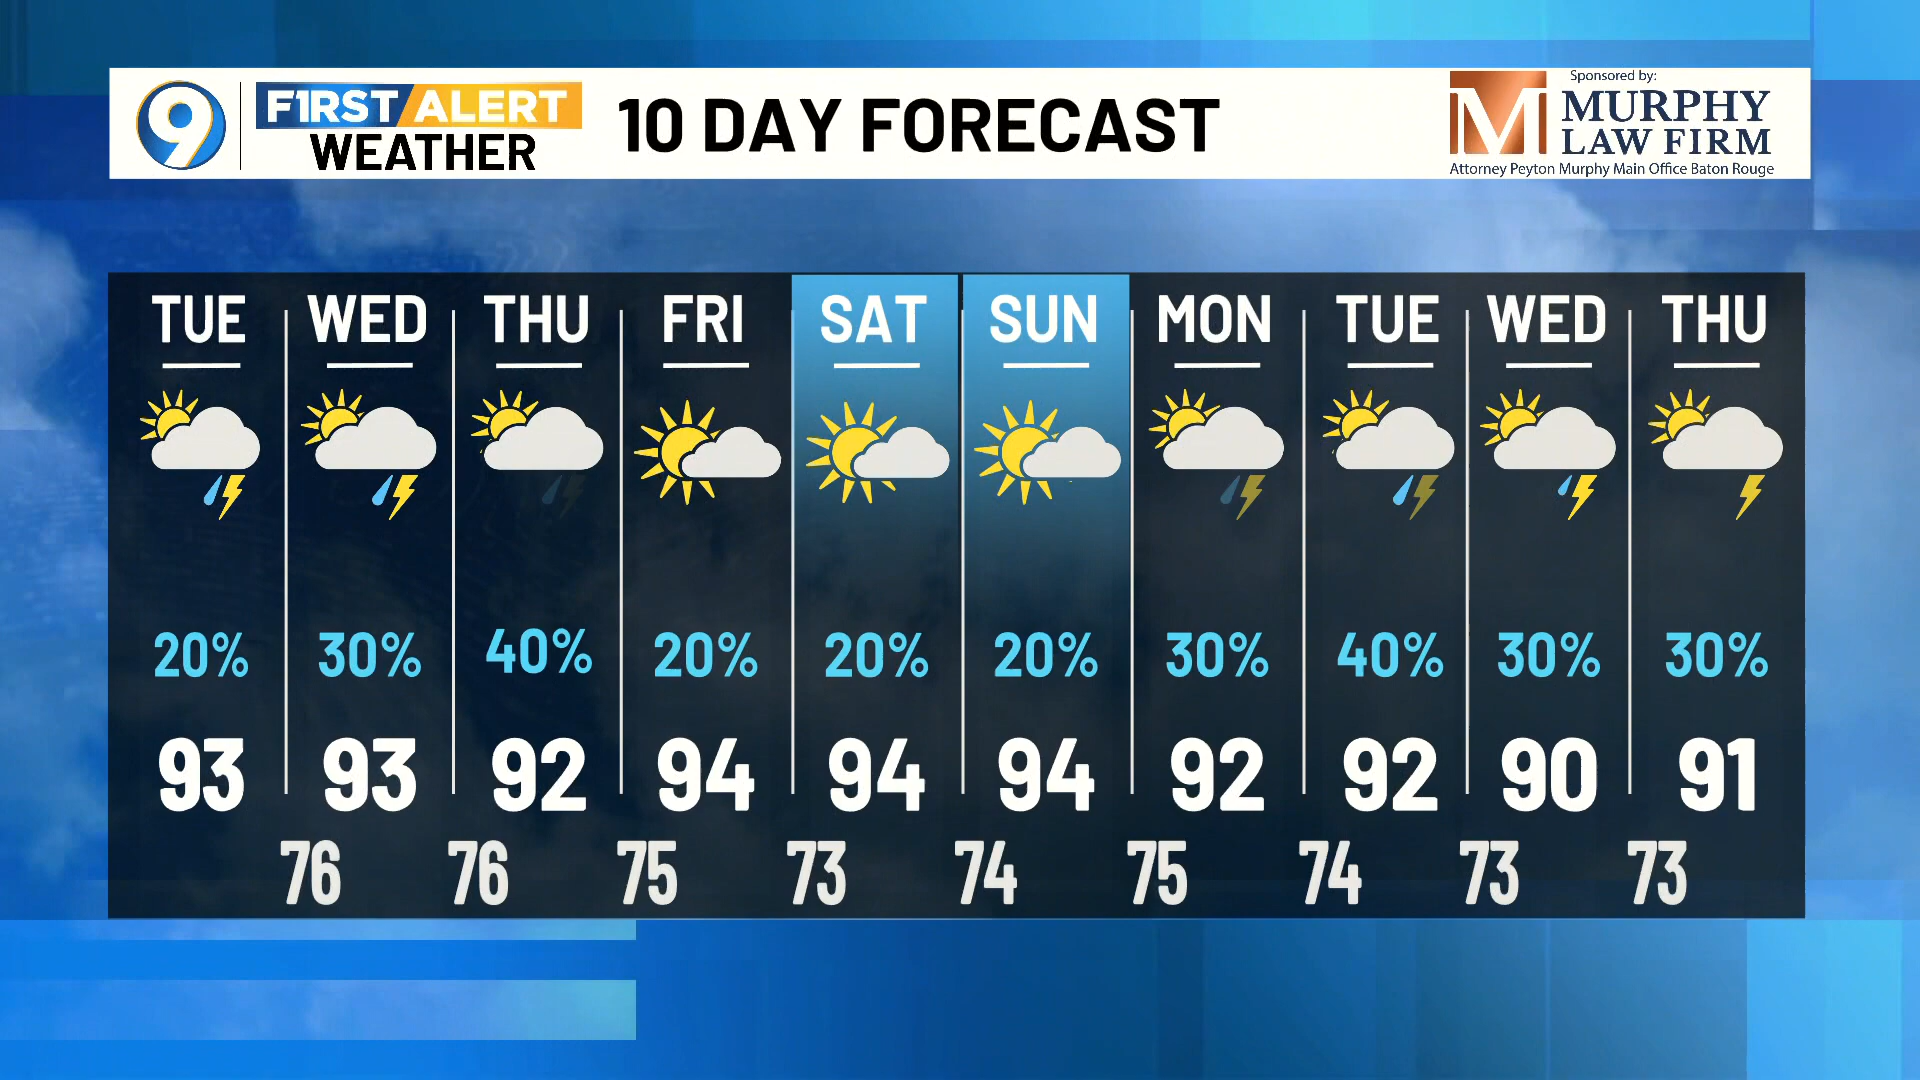 9
FIRST ALERT
WEATHER
10 DAY FORECAST
Sponsored by:
M
MURPHY
LAW FIRM
Attorney Peyton Murphy Main Office Baton Rouge
TUE WED THU FRI SAT SUN MON TUE WED THU
20% 30% 40% 20% 20% 20% 30% 40% 30% 30%
93 93 92 94 94 94 92 92 90 91
76 76 75 73 74 75 74 73 73